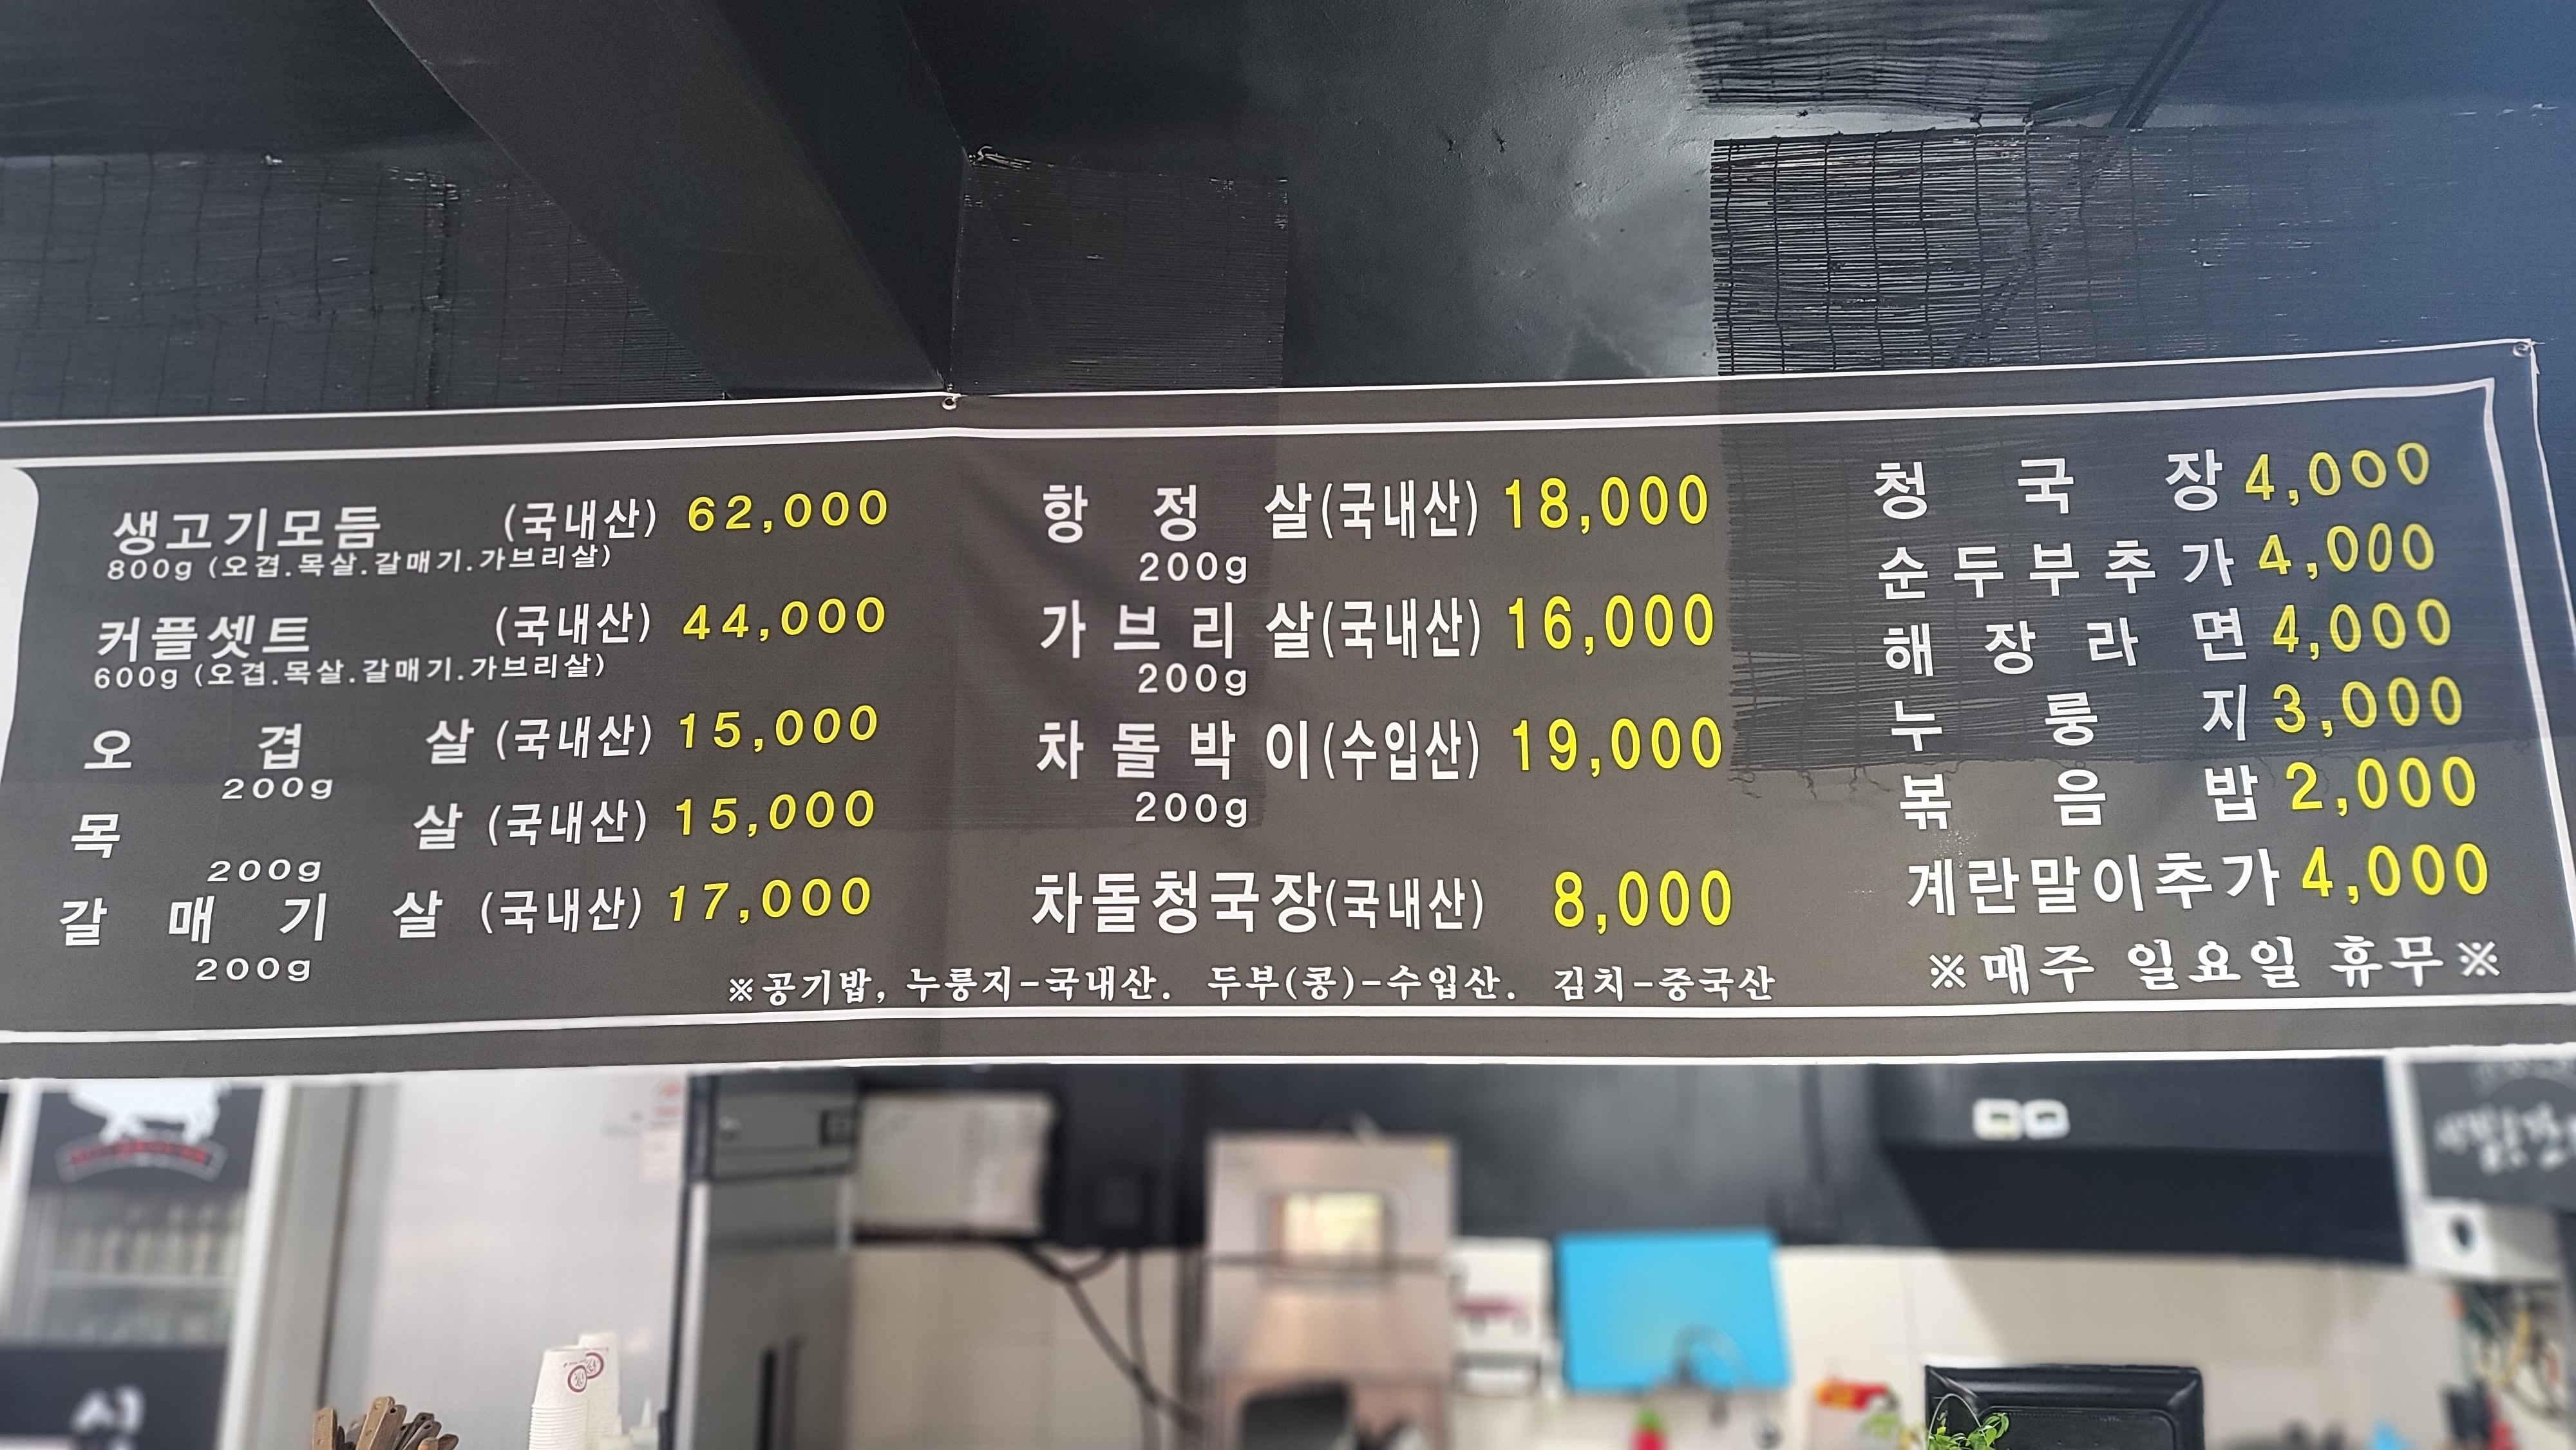 생고기모듬 (국내산) 62,000
800g (오겹.목살.갈매기.가브리살)
커플셋트 (국내산) 44,000
600g (오겹.목살.갈매기.가브리살)
오겹살 (국내산) 15,000
200g
목살 (국내산) 15,000
200g
갈매기살 (국내산) 17,000
200g
항정살(국내산) 18,000
200g
가브리살(국내산) 16,000
200g
차돌박이(수입산) 19,000
200g
차돌청국장(국내산) 8,000
※공기밥, 누룽지-국내산. 두부(콩)-수입산. 김치-중국산
청국장 4,000
순두부추가 4,000
해장라면 4,000
누룽지 3,000
볶음밥 2,000
계란말이추가 4,000
※매주 일요일 휴무※